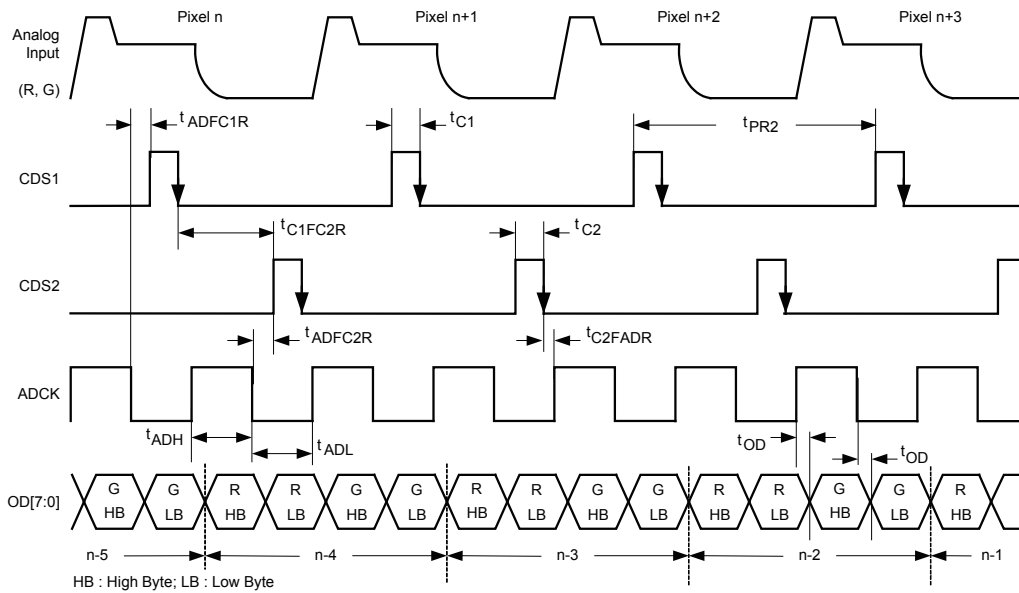 Pixel n Pixel n+1 Pixel n+2 Pixel n+3
Analog
Input
(R, G)
tADFC1R tC1 tPR2
CDS1
tC1FC2R tC2
CDS2
tADFC2R tC2FADR
ADCK
tADH tADL tOD tOD
OD[7:0]
G G R R G G R R G G R R G G R
HB LB HB LB HB LB HB LB HB LB HB LB HB LB HB
n-5 n-4 n-3 n-2 n-1
HB : High Byte; LB : Low Byte